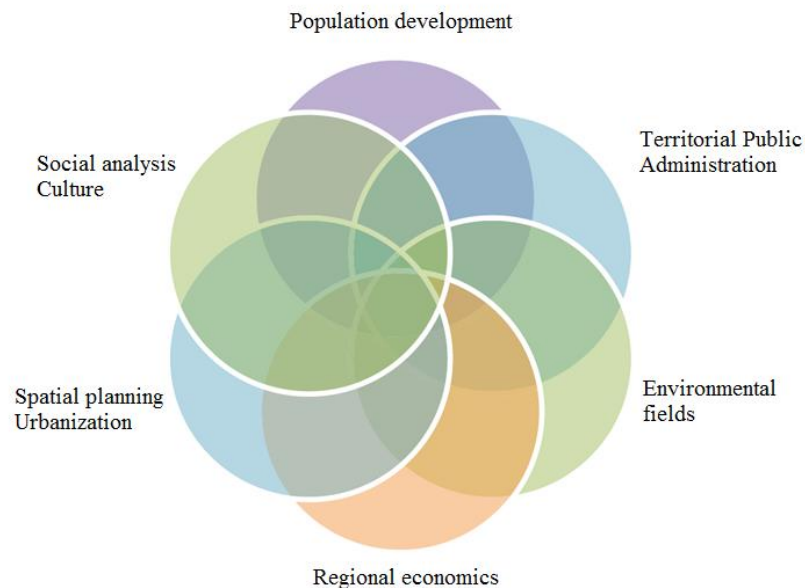 Population development
Territorial Public
Administration
Social analysis
Culture
Environmental
fields
Spatial planning
Urbanization
Regional economics